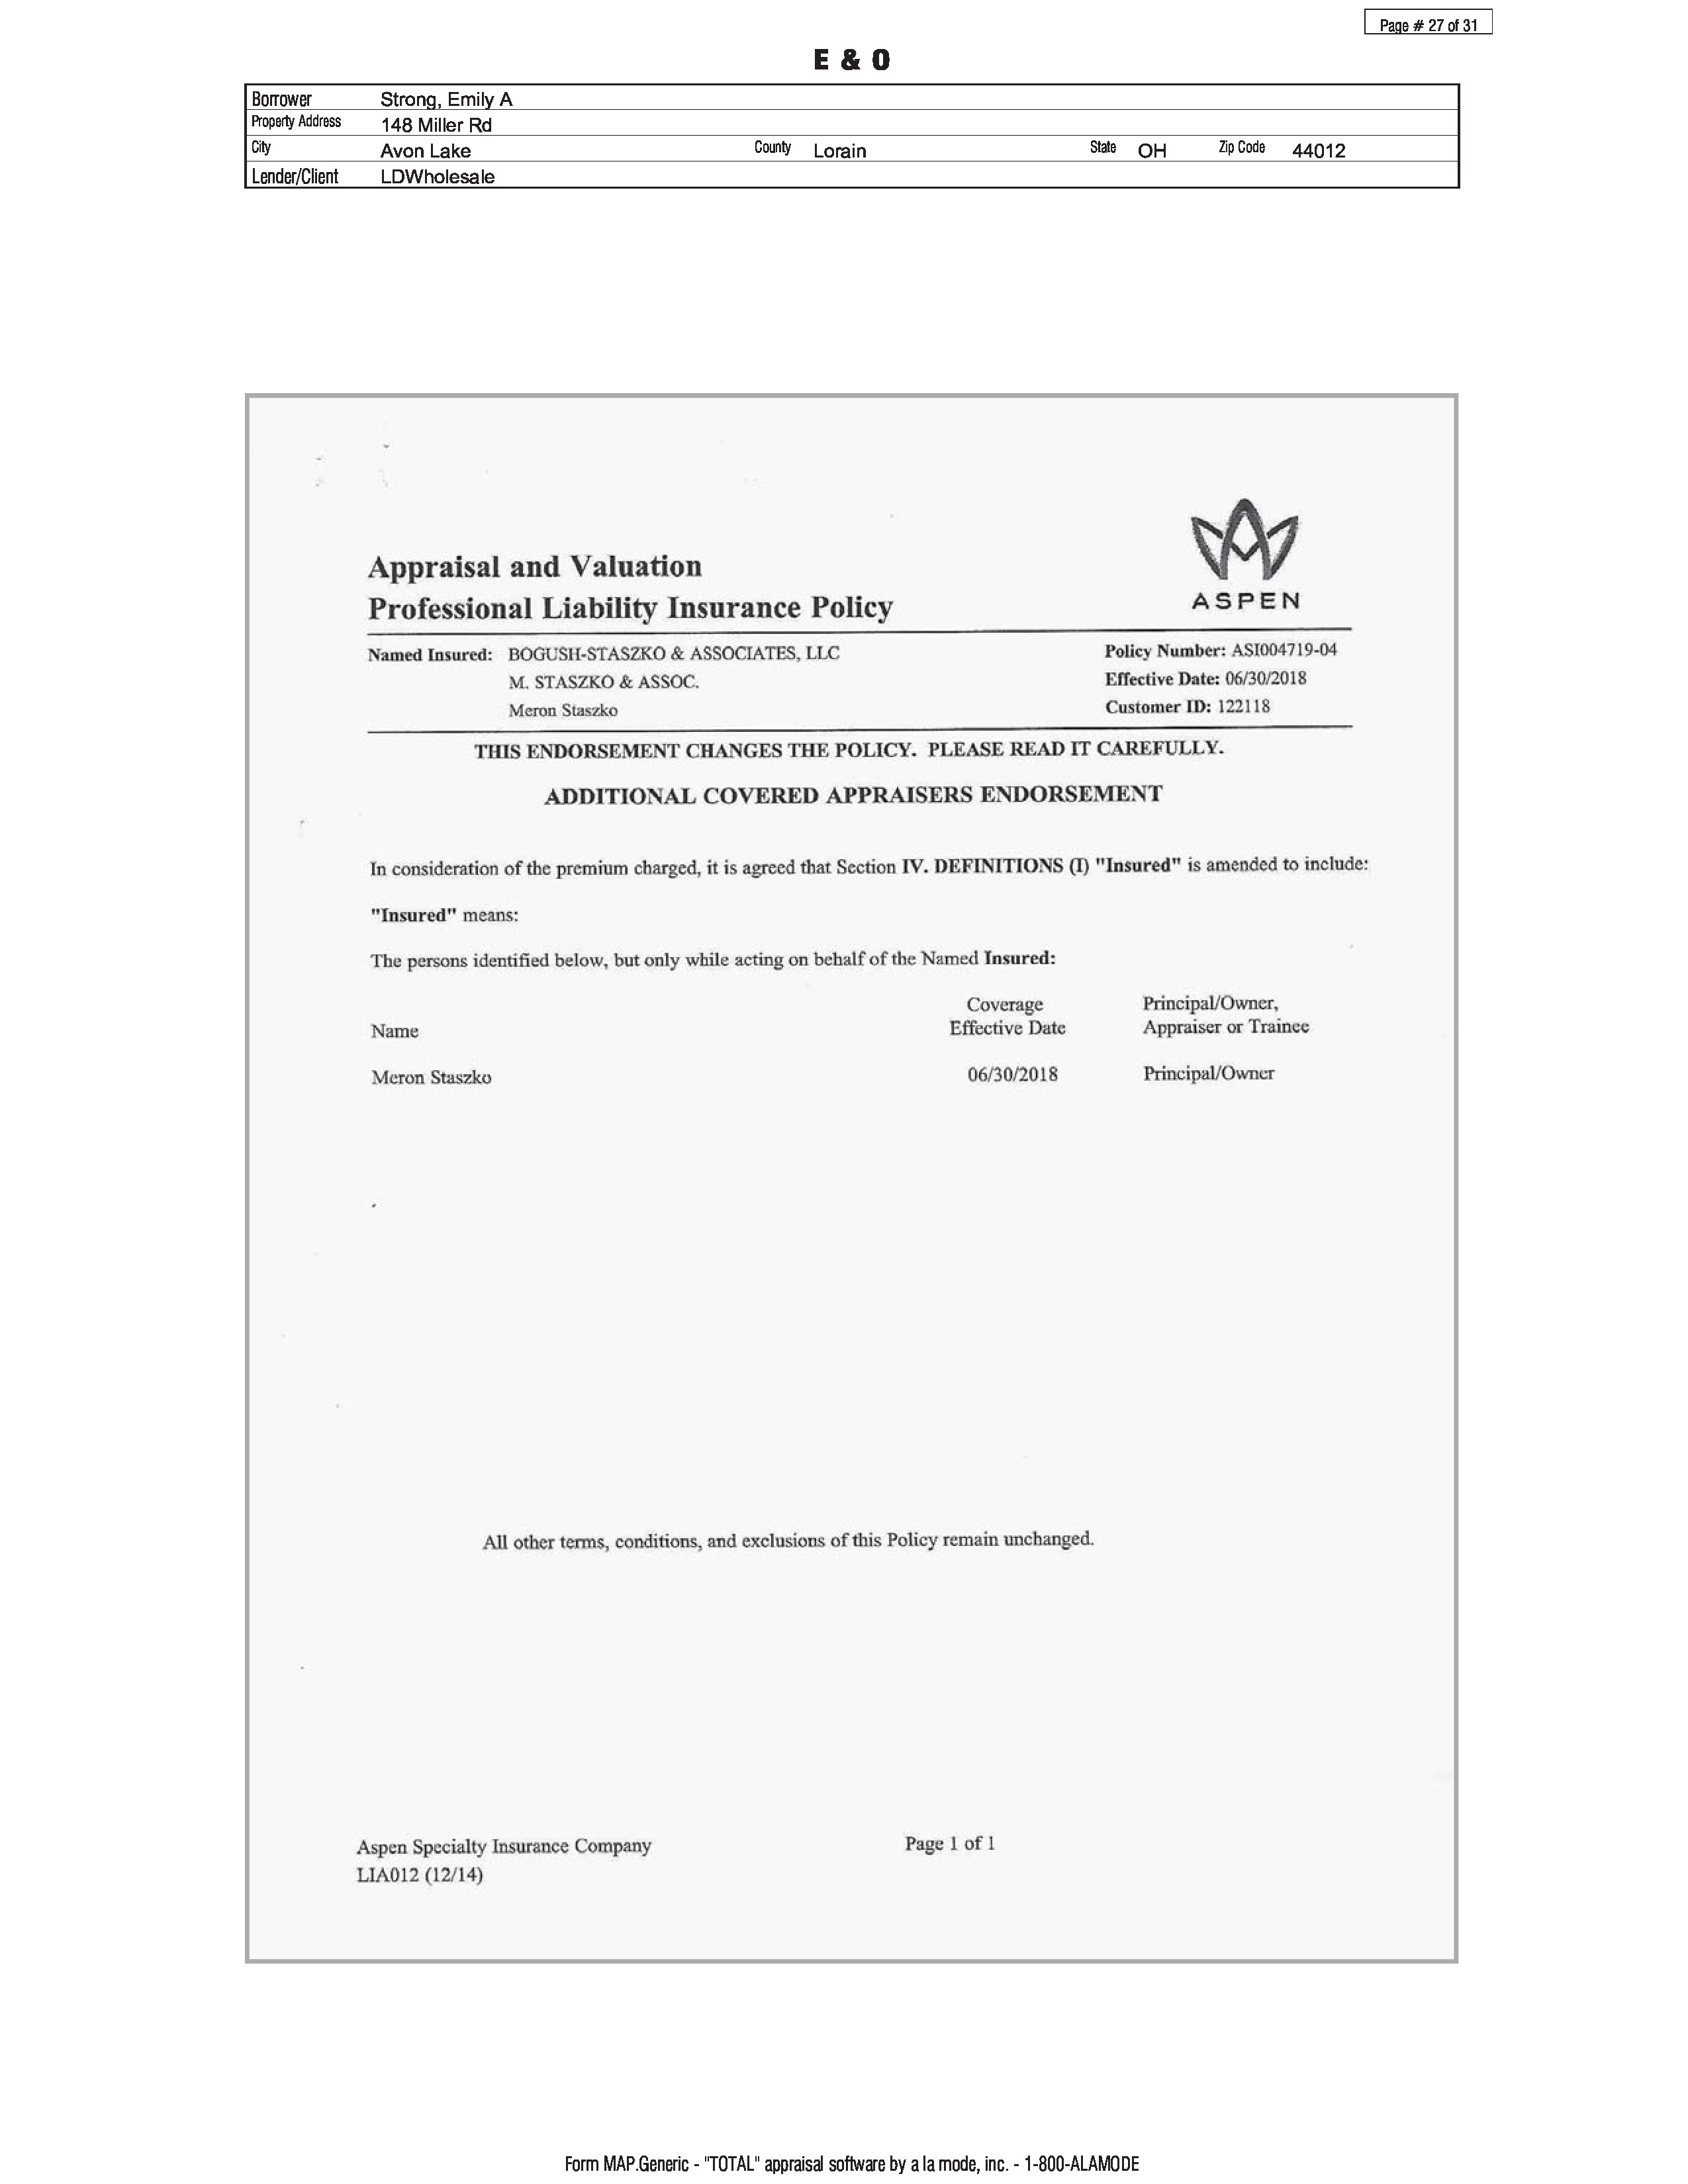 Page # 27 of 31
E & O
Borrower Strong, Emily A
Property Address 148 Miller Rd
City Avon Lake County Lorain State OH Zip Code 44012
Lender/Client LDWholesale
ASPEN
Appraisal and Valuation
Professional Liability Insurance Policy
Named Insured: BOGUSH-STASZKO & ASSOCIATES, LLC Policy Number: ASI004719-04
M. STASZKO & ASSOC. Effective Date: 06/30/2018
Meron Staszko Customer ID: 122118
THIS ENDORSEMENT CHANGES THE POLICY. PLEASE READ IT CAREFULLY.
ADDITIONAL COVERED APPRAISERS ENDORSEMENT
In consideration of the premium charged, it is agreed that Section IV. DEFINITIONS (I) "Insured" is amended to include:
"Insured" means:
The persons identified below, but only while acting on behalf of the Named Insured:
Coverage Principal/Owner,
Name Effective Date Appraiser or Trainee
Meron Staszko 06/30/2018 Principal/Owner
All other terms, conditions, and exclusions of this Policy remain unchanged.
Aspen Specialty Insurance Company Page 1 of 1
LIA012 (12/14)
Form MAP.Generic - "TOTAL" appraisal software by a la mode, inc. - 1-800-ALAMODE